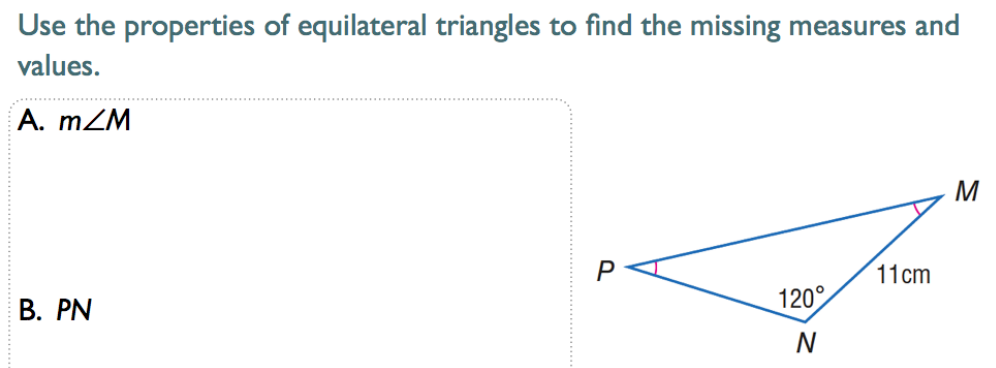 Use the properties of equilateral triangles to find the missing measures and
values.
A. m∠M
M
P
11cm
120°
B. PN
N